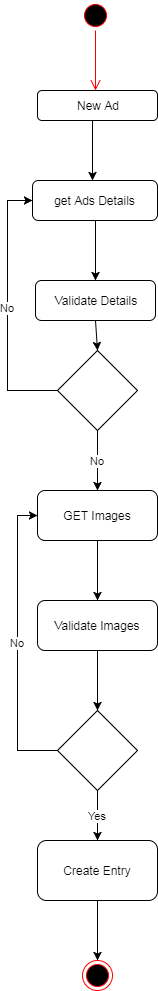 New Ad
get Ads Details
Validate Details
No
No
GET Images
Validate Images
No
Yes
Create Entry